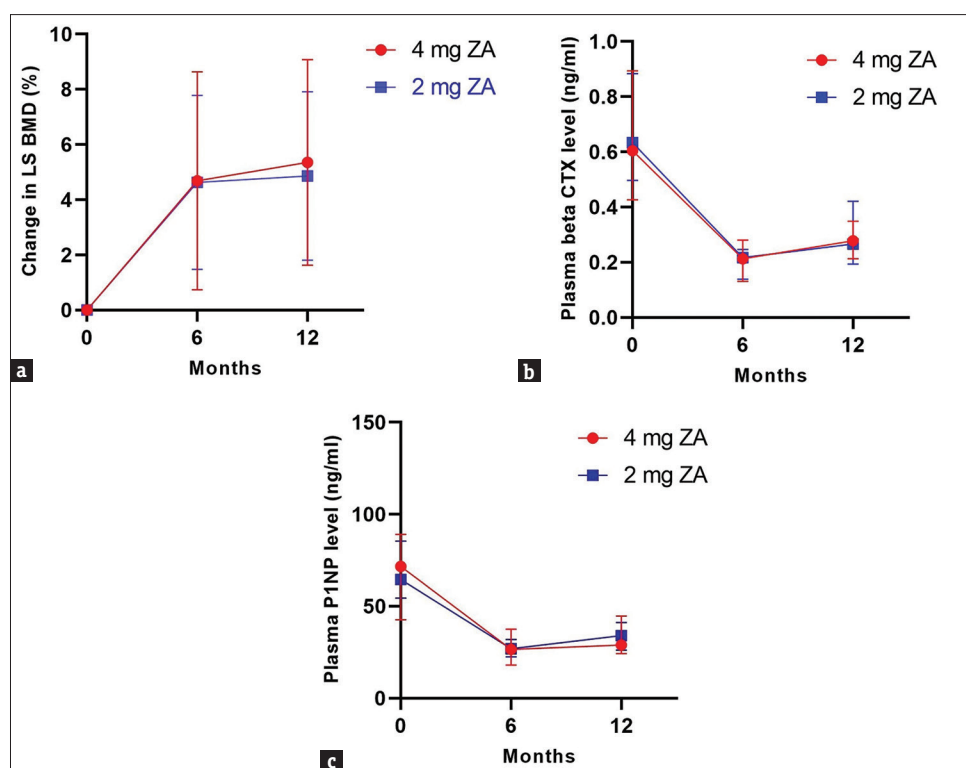 Change in LS BMD (%)
10
8
6
4
2
0
0 6 12
Months
4 mg ZA
2 mg ZA
a
Plasma beta CTX level (ng/ml)
1.0
0.8
0.6
0.4
0.2
0.0
0 6 12
Months
4 mg ZA
2 mg ZA
b
Plasma P1NP level (ng/ml)
150
100
50
0
0 6 12
Months
4 mg ZA
2 mg ZA
c